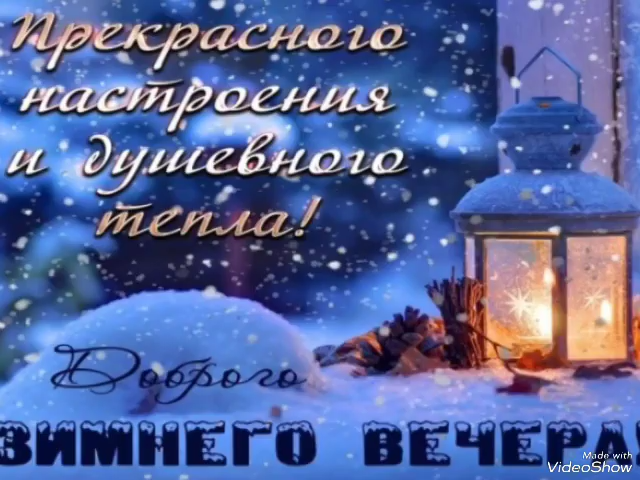 Прекрасного
настроения
и душевного
тепла!
Доброго
ЗИМНЕГО ВЕЧЕРА!
Made with
VideoShow